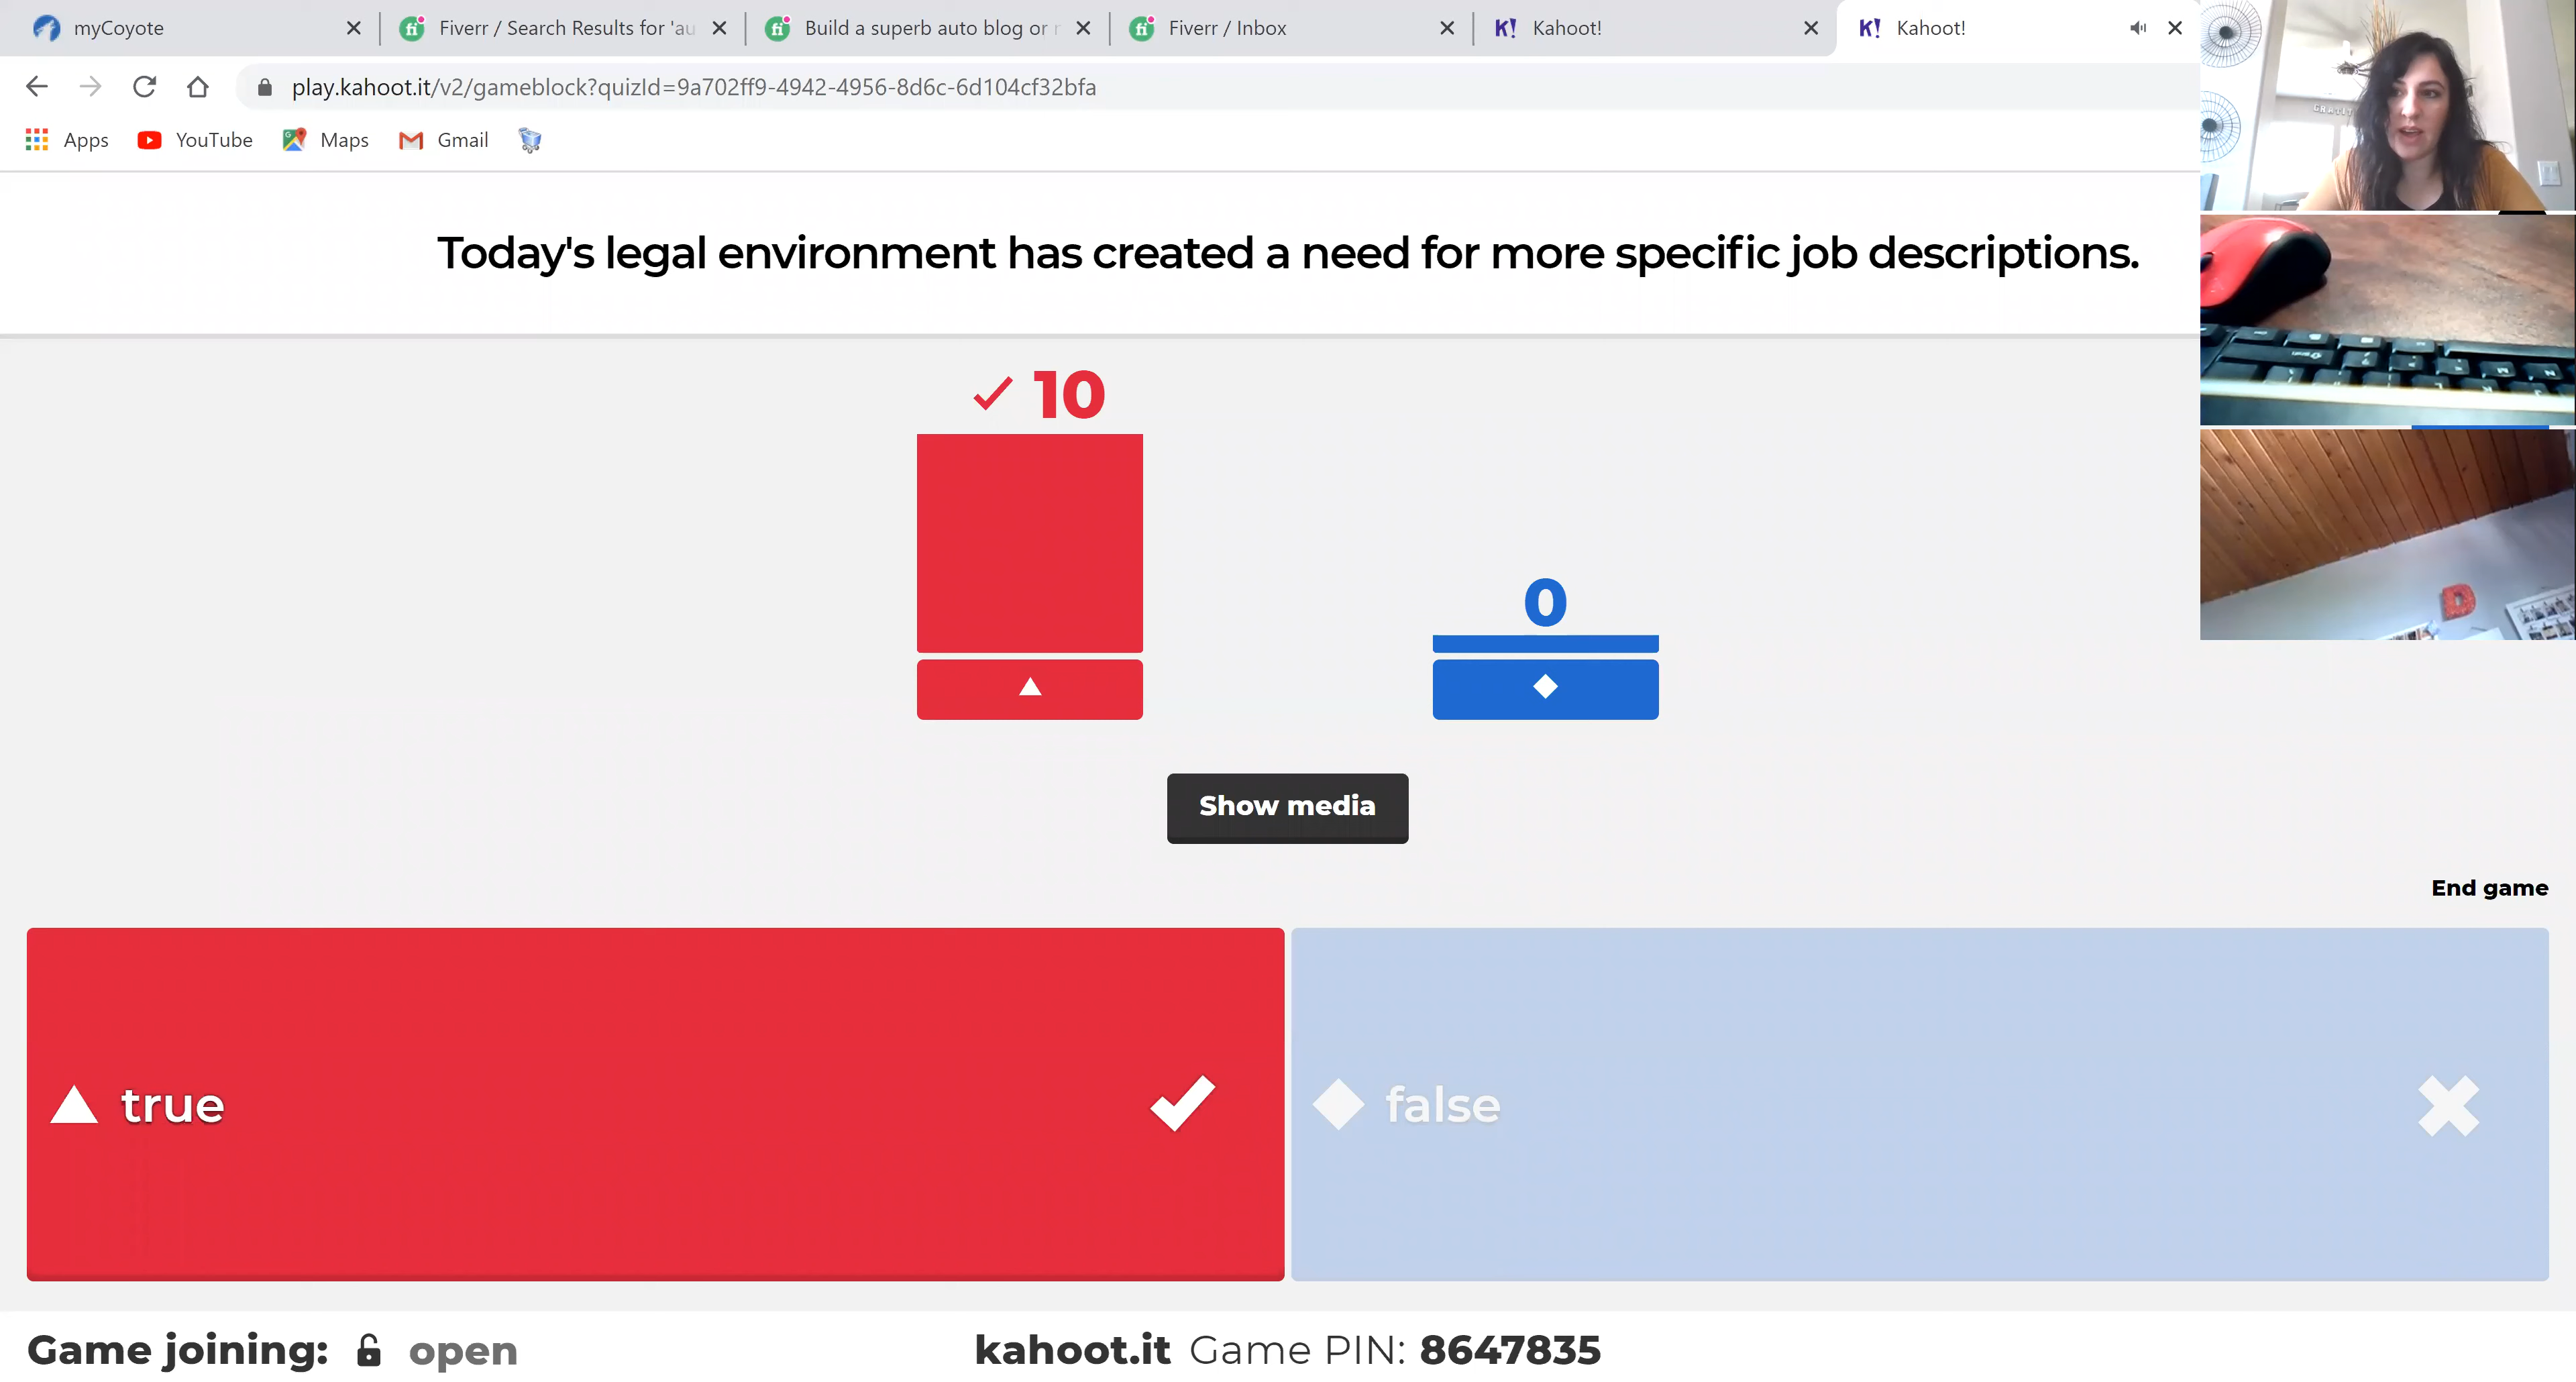 myCoyote
Fiverr / Search Results for 'au
Build a superb auto blog or
Fiverr / Inbox
Kahoot!
Kahoot!
play.kahoot.it/v2/gameblock?quizId=9a702ff9-4942-4956-8d6c-6d104cf32bfa
Apps
YouTube
Maps
Gmail
Today's legal environment has created a need for more specific job descriptions.
10
0
Show media
End game
true
false
Game joining: open
kahoot.it Game PIN: 8647835
D